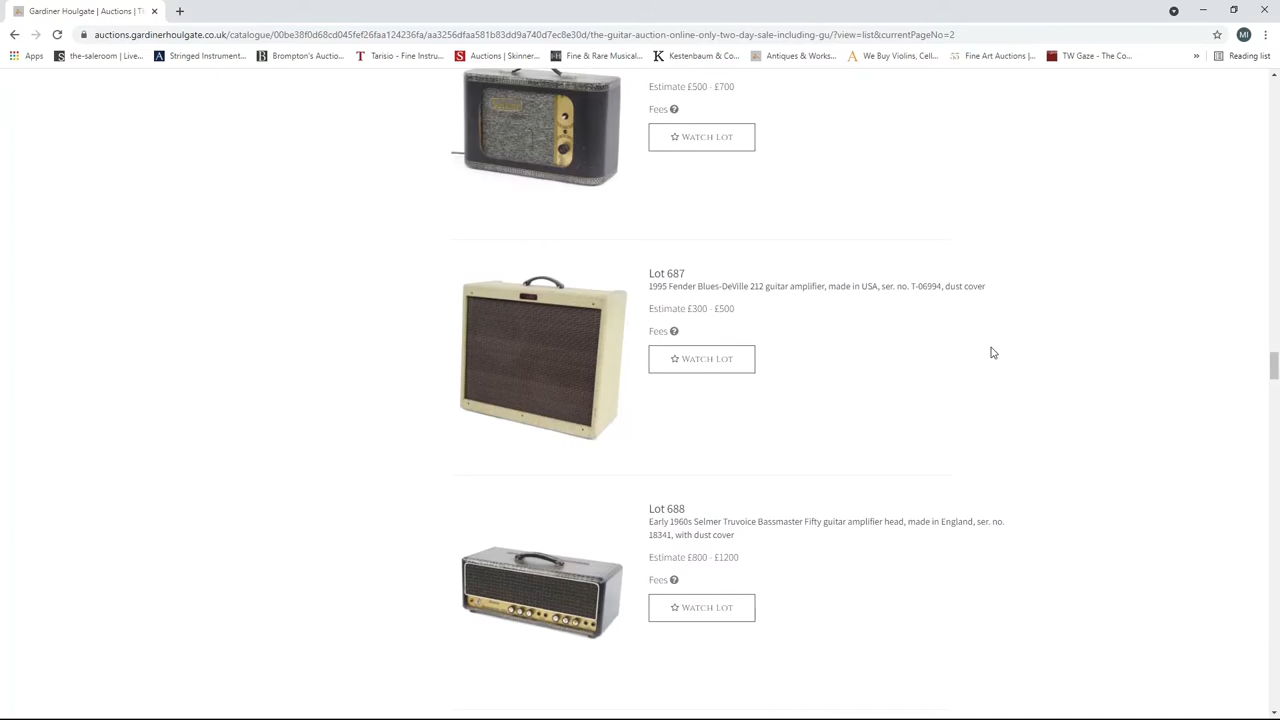 Gardiner Houlgate | Auctions | Ti
auctions.gardinerhoulgate.co.uk/catalogue/00be38f0d68cd045fef26faa124236fa/aa3256dfaa581b83dd9a740d7ec8e30d/the-guitar-auction-online-only-two-day-sale-including-gu/?view=list&currentPageNo=2
MI
Apps the-saleroom | Live... Stringed Instrument... Brompton's Auctio... Tarisio - Fine Instru... Auctions | Skinner... Fine & Rare Musical... Kestenbaum & Co... Antiques & Works... We Buy Violins, Cell... Fine Art Auctions |... TW Gaze - The Co... » Reading list
Estimate £500 - £700
Fees
WATCH LOT
Lot 687
1995 Fender Blues-DeVille 212 guitar amplifier, made in USA, ser. no. T-06994, dust cover
Estimate £300 - £500
Fees
WATCH LOT
Lot 688
Early 1960s Selmer Truvoice Bassmaster Fifty guitar amplifier head, made in England, ser. no.
18341, with dust cover
Estimate £800 - £1200
Fees
WATCH LOT